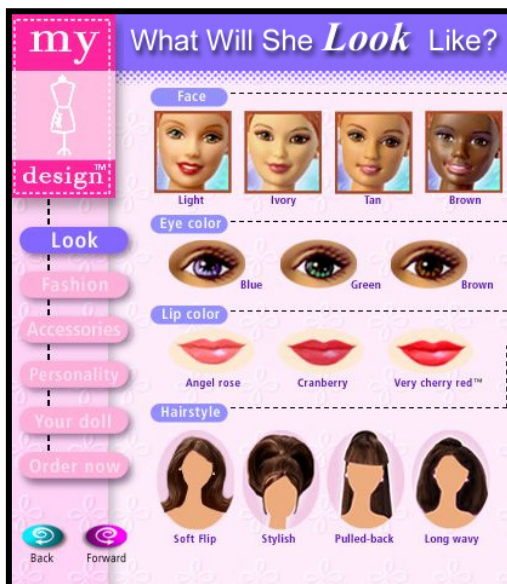 my
design™
What Will She Look Like?
Face
Light Ivory Tan Brown
Eye color
Blue Green Brown
Lip color
Angel rose Cranberry Very cherry red™
Hairstyle
Soft Flip Stylish Pulled-back Long wavy
Look
Fashion
Accessories
Personality
Your doll
Order now
Back Forward